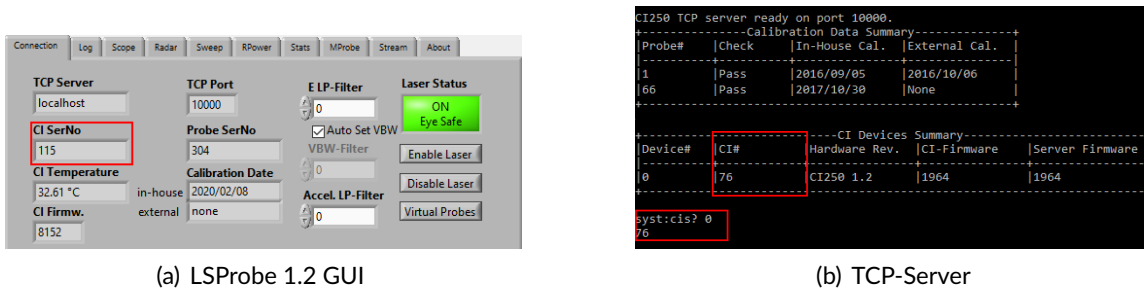 Connection Log Scope Radar Sweep RPower Stats MProbe Stream About
TCP Server TCP Port E LP-Filter Laser Status
localhost 10000 0 ON
Eye Safe
CI SerNo Probe SerNo Auto Set VBW
115 304 VBW-Filter Enable Laser
CI Temperature Calibration Date 0 Disable Laser
32.61 °C in-house 2020/02/08 Accel. LP-Filter
CI Firmw. external none 0 Virtual Probes
8152
(a) LSProbe 1.2 GUI
CI250 TCP server ready on port 10000.
+--------------Calibration Data Summary--------------+
|Probe# |Check |In-House Cal. |External Cal. |
|1 |Pass |2016/09/05 |2016/10/06
|66 |Pass |2017/10/30 |None |
+-----------------------CI Devices Summary-----------------------
|Device# |CI# |Hardware Rev. |CI-Firmware |Server Firmware
|0 |76 |CI250 1.2 |1964 |1964
syst:cis? 0
76
(b) TCP-Server